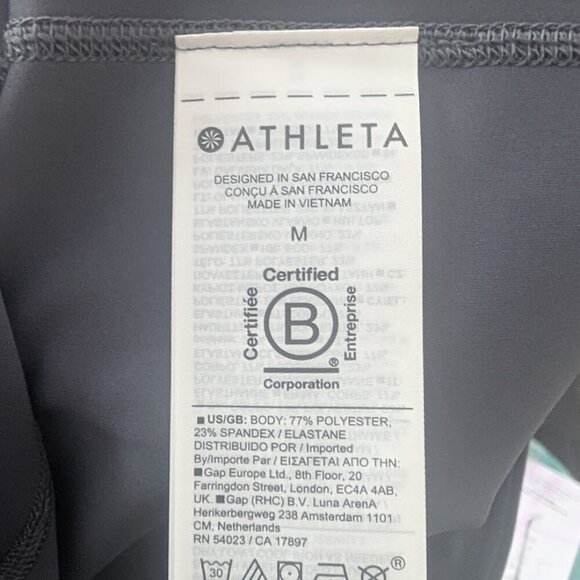 ATHLETA
DESIGNED IN SAN FRANCISCO
CONÇU À SAN FRANCISCO
MADE IN VIETNAM
M
Certified
Certifiée
B
Entreprise
®
Corporation
■ US/GB: BODY: 77% POLYESTER,
23% SPANDEX / ELASTANE
DISTRIBUIDO POR / Imported
By/Importe Par / ΕΙΣΑΓΕΤΑΙ ΑΠΟ ΤΗΝ:
■ Gap Europe Ltd., 8th Floor, 20
Farringdon Street, London, EC4A 4AB,
UK. ■ Gap (RHC) B.V. Luna ArenA
Herikerbergweg 238 Amsterdam 1101
CM, Netherlands
RN 54023 / CA 17897
30
®